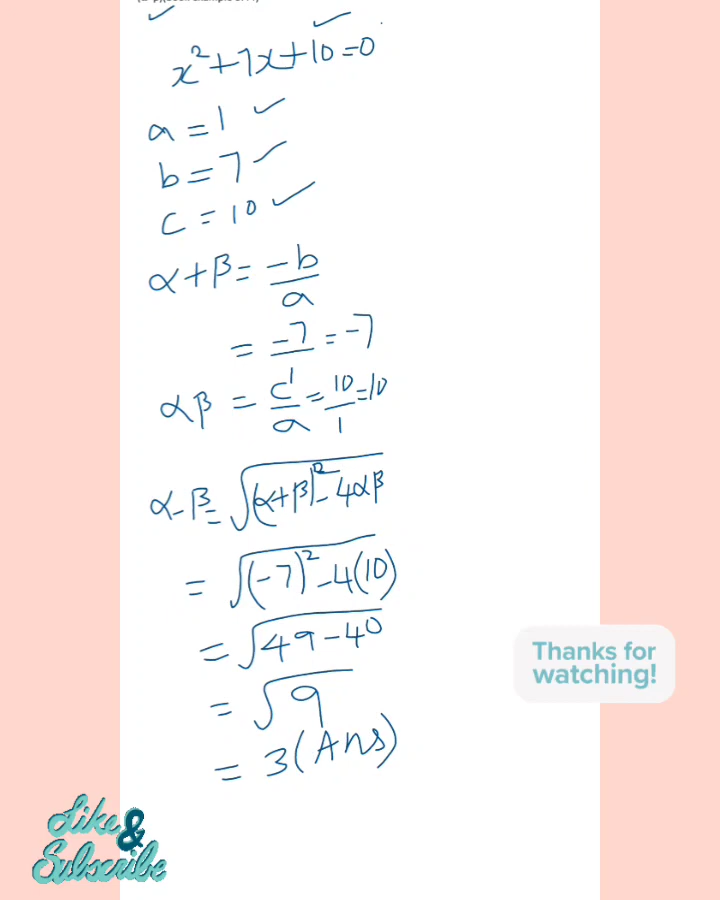 x²+7x+10=0
a=1
b=7
c=10
α+β=-b/a
=-7/1=-7
αβ=c/a=10/1=10
α-β=√(α+β)²-4αβ
=√(-7)²-4(10)
=√49-40
=√9
=3(Ans)
Thanks for
watching!
Like &
Subscribe